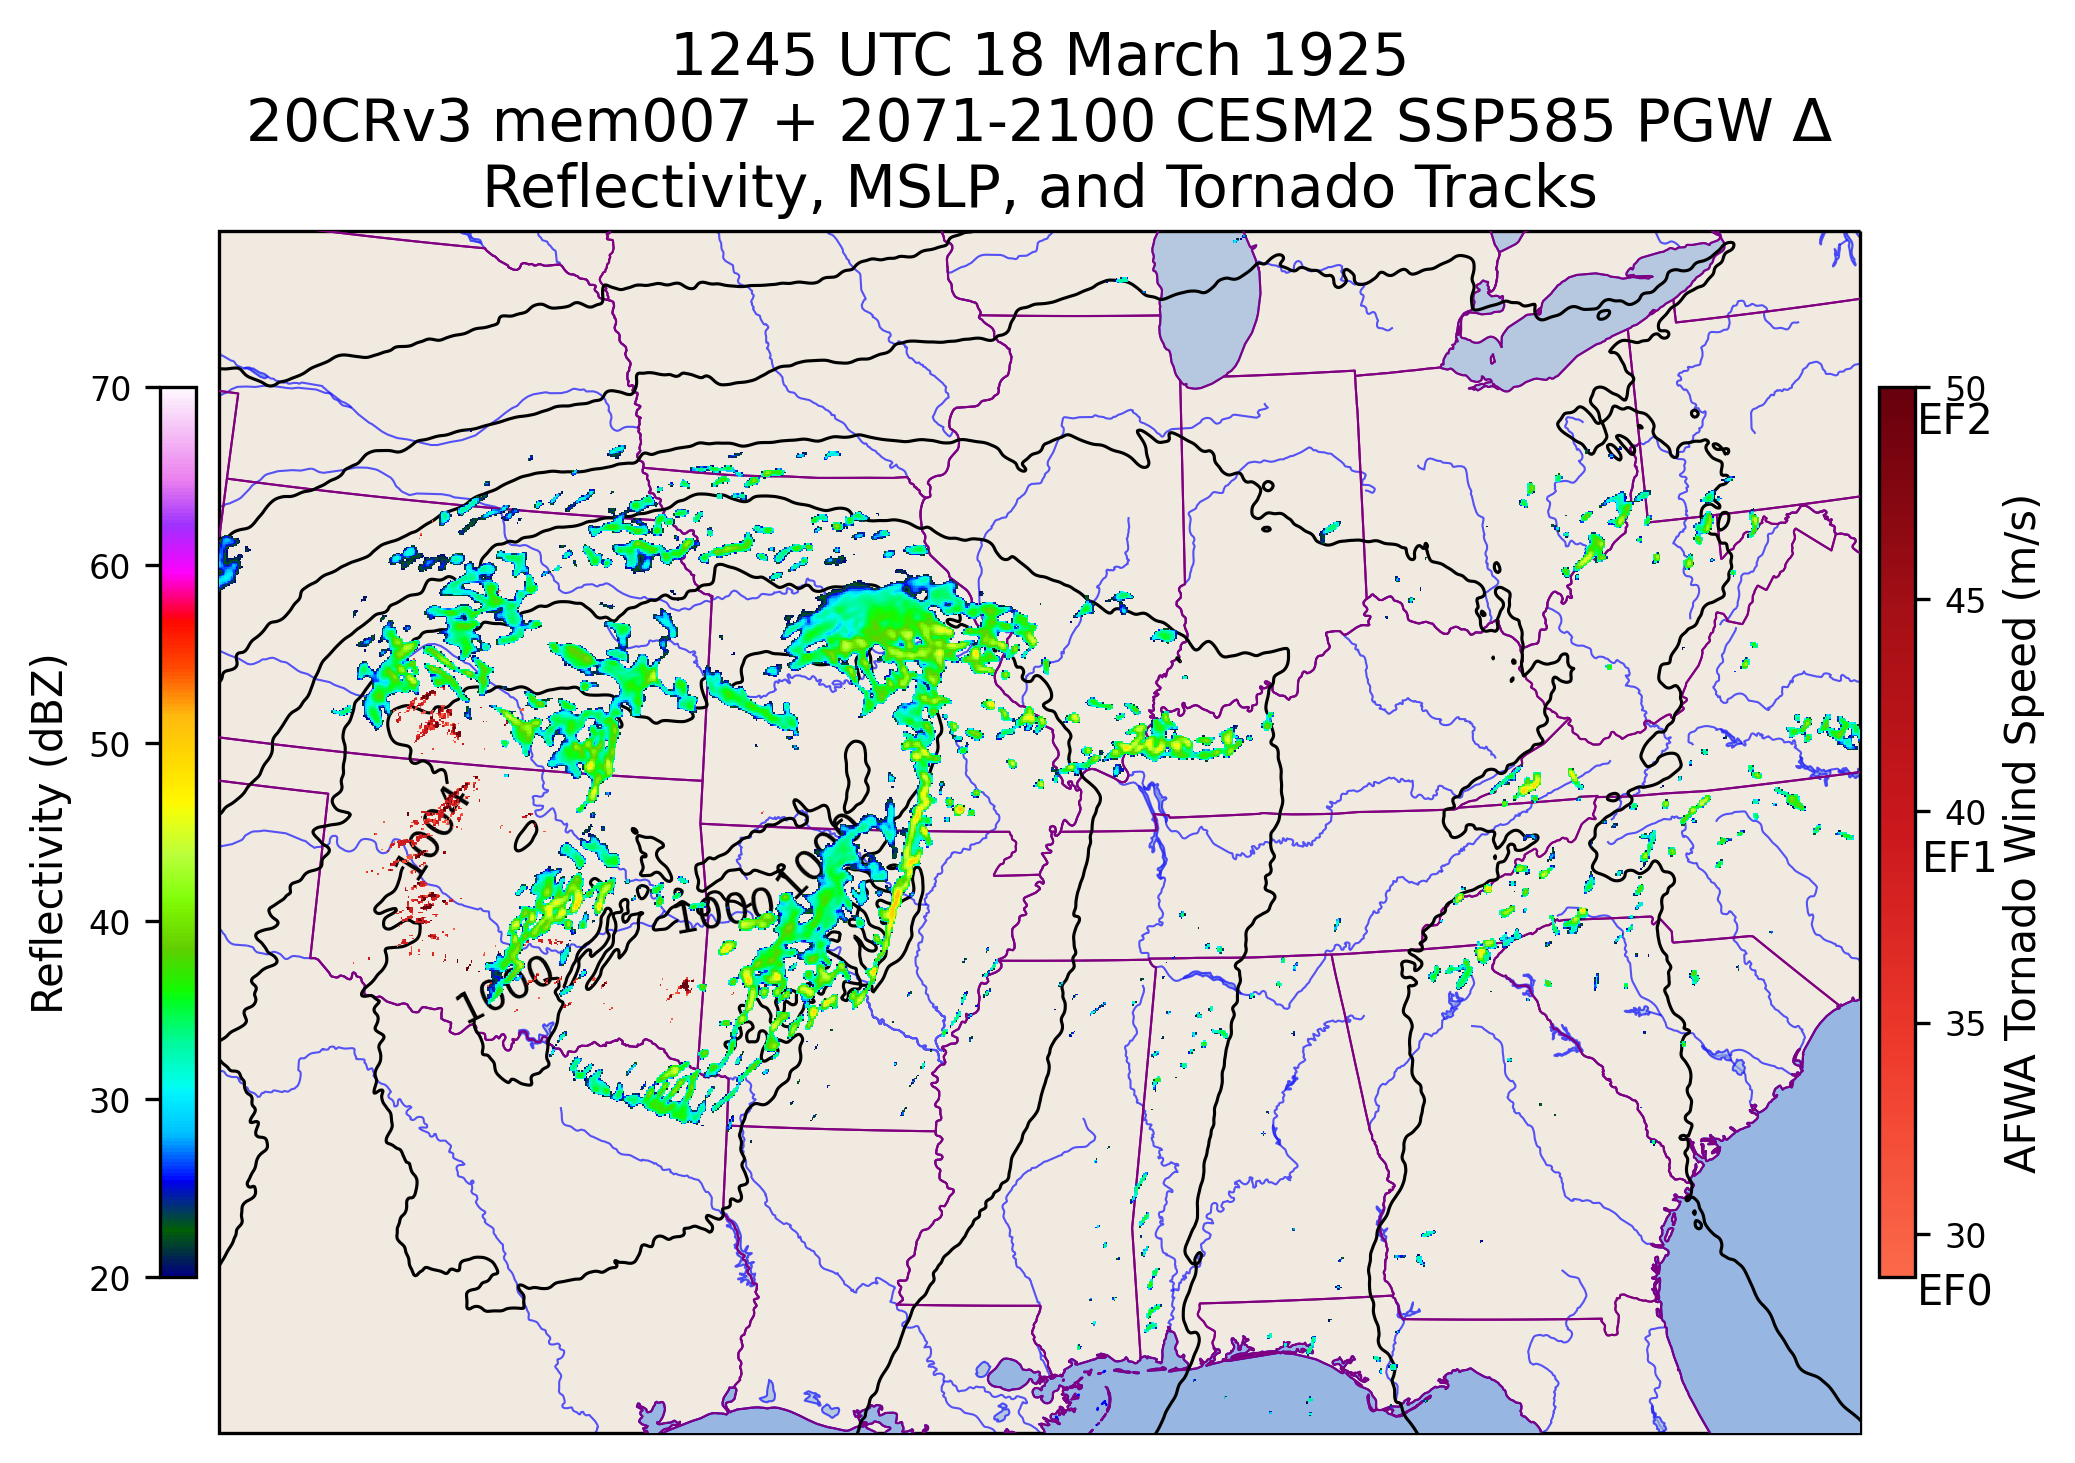 1245 UTC 18 March 1925
20CRv3 mem007 + 2071-2100 CESM2 SSP585 PGW Δ
Reflectivity, MSLP, and Tornado Tracks
Reflectivity (dBZ)
70
60
50
40
30
20
1004
1000
1000
1000
50
EF2
45
40
EF1
35
30
EF0
AFWA Tornado Wind Speed (m/s)